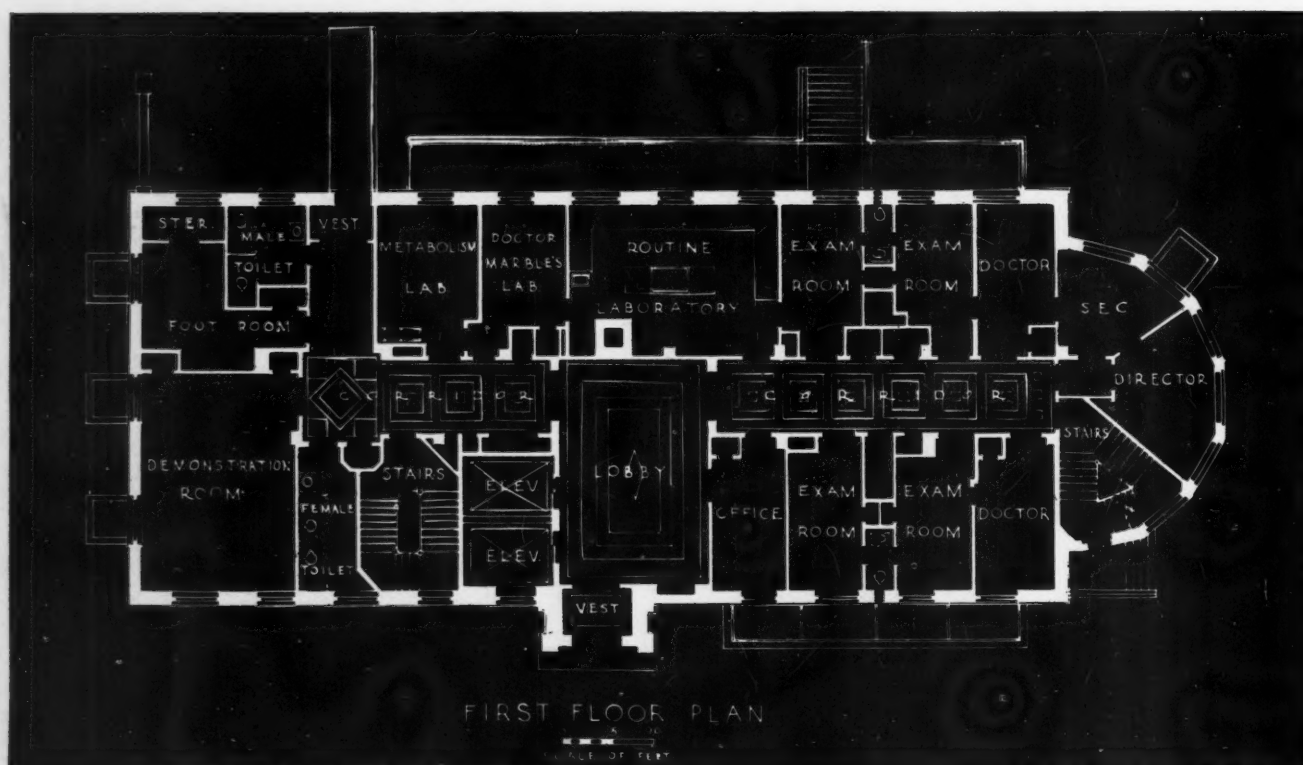 STER.
MALE
TOILET
VEST
METABOLISM
LAB.
DOCTOR
MARBLE'S
LAB.
ROUTINE
LABORATORY
EXAM
ROOM
EXAM
ROOM
DOCTOR
SEC
FOOT ROOM
DIRECTOR
CORRIDOR
CORRIDOR
DEMONSTRATION
ROOM
FEMALE
TOILET
STAIRS
ELEV.
ELEV.
LOBBY
OFFICE
EXAM
ROOM
EXAM
ROOM
DOCTOR
STAIRS
VEST
FIRST FLOOR PLAN
SCALE OF FEET